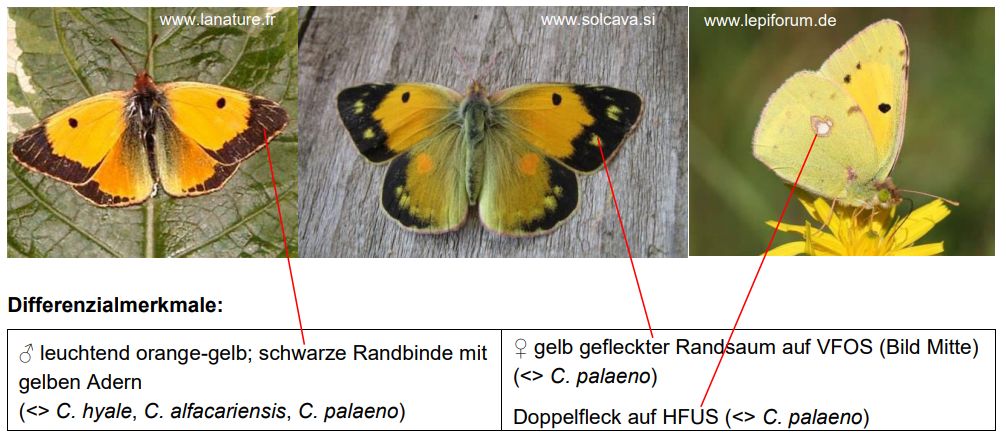 www.lanature.fr
www.solcava.si
www.lepiforum.de
Differenzialmerkmale:
♂ leuchtend orange-gelb; schwarze Randbinde mit
gelben Adern
(<> C. hyale, C. alfacariensis, C. palaeno)
♀ gelb gefleckter Randsaum auf VFOS (Bild Mitte)
(<> C. palaeno)
Doppelfleck auf HFUS (<> C. palaeno)